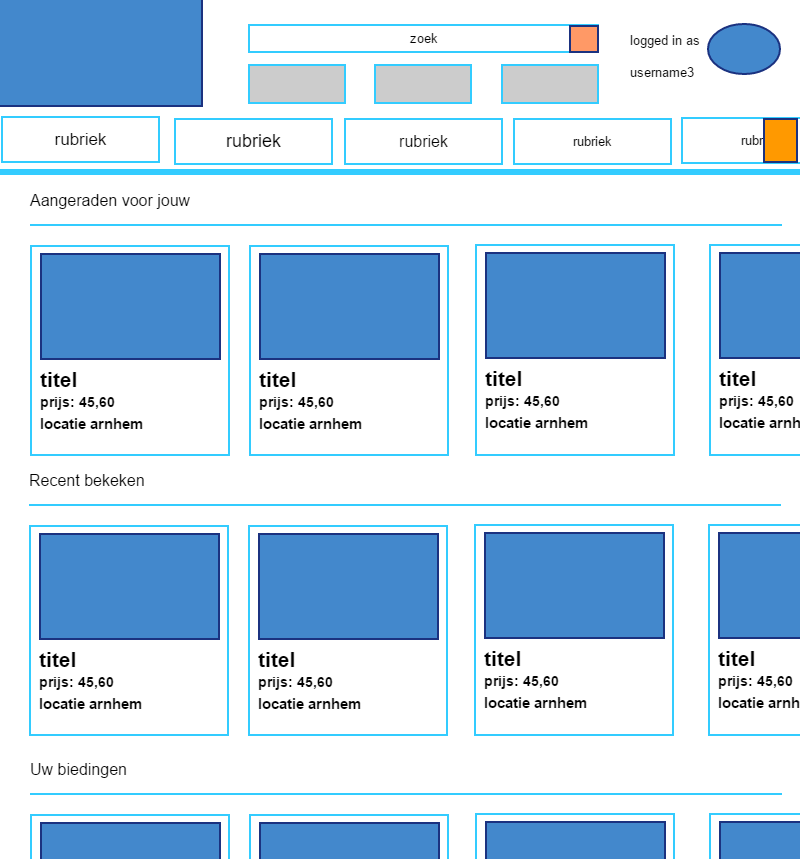 zoek
logged in as
username3
rubriek
rubriek
rubriek
rubriek
rubr
Aangeraden voor jouw
titel
prijs: 45,60
locatie arnhem
titel
prijs: 45,60
locatie arnhem
titel
prijs: 45,60
locatie arnhem
titel
prijs: 45,60
locatie arnh
Recent bekeken
titel
prijs: 45,60
locatie arnhem
titel
prijs: 45,60
locatie arnhem
titel
prijs: 45,60
locatie arnhem
titel
prijs: 45,60
locatie arnh
Uw biedingen